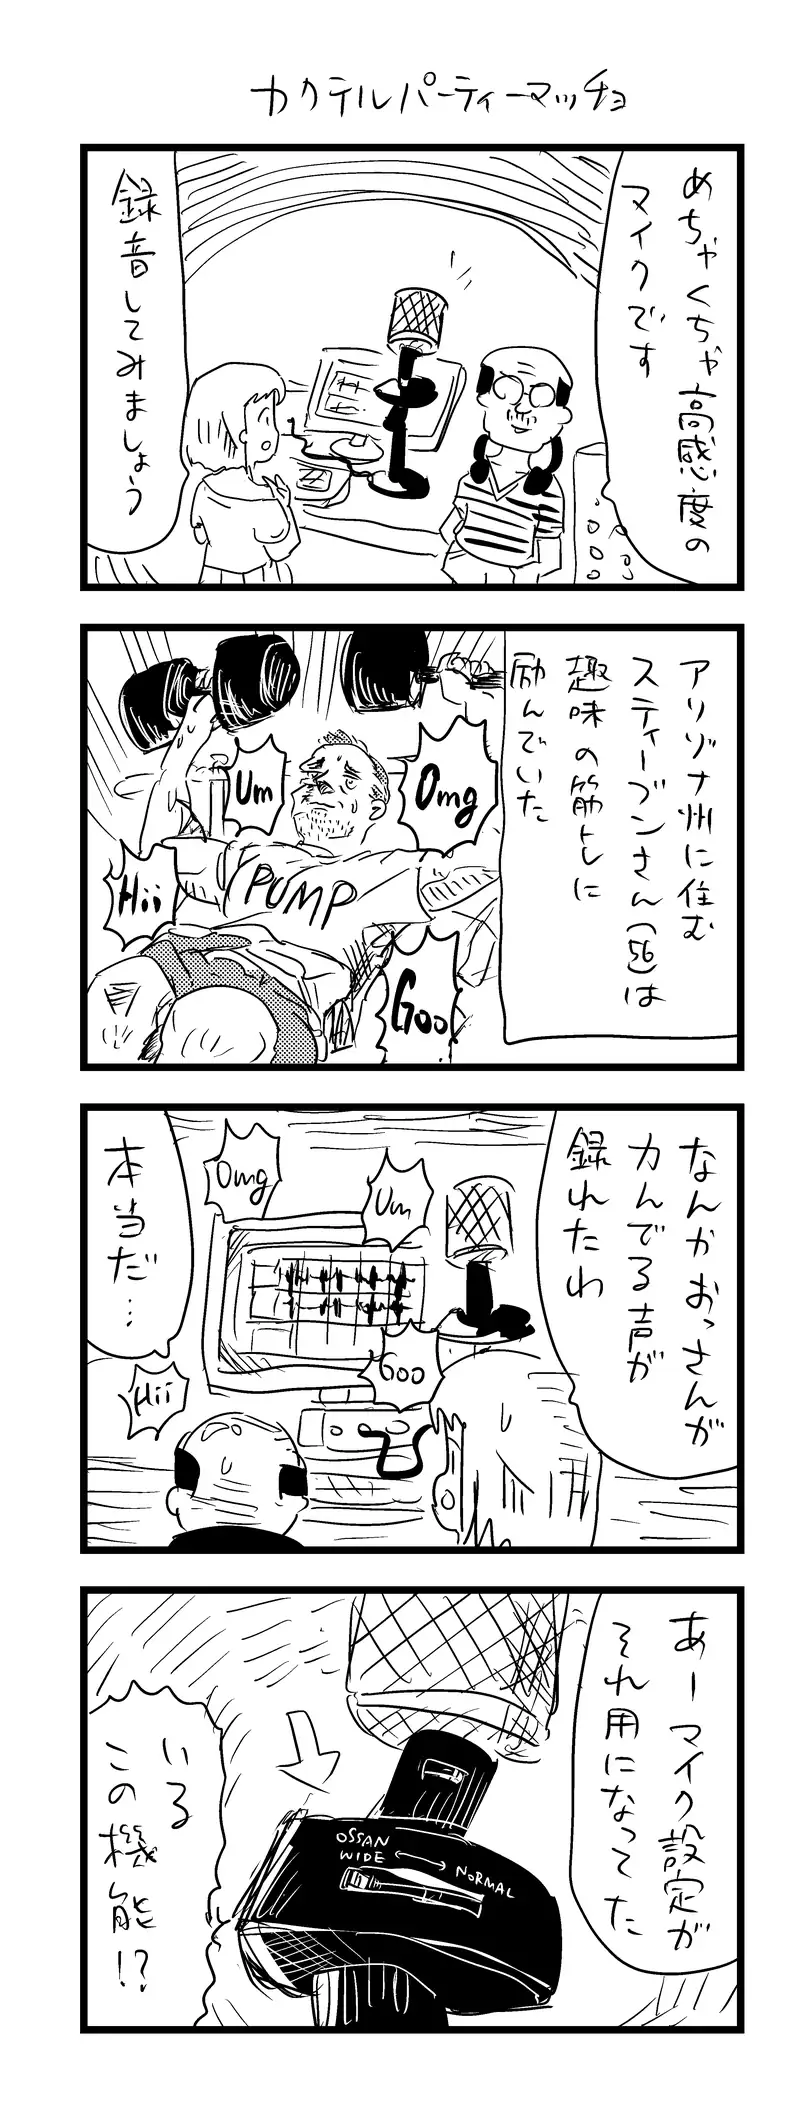 カクテルパーティーマッチョ
めちゃくちゃ高感度の
マイクです
録音してみましょう
アリゾナ州に住む
スティーブンさん(56)は
趣味の筋トレに
励んでいた
Omg
Um
Hii
PUMP
Goo
なんかおっさんが
力んでる声が
録れたわ
Omg
Um
Goo
本当だ…
Hii
あーマイク設定が
それ用になってた
OSSAN
WIDE ←→ NORMAL
いる
この機能!?